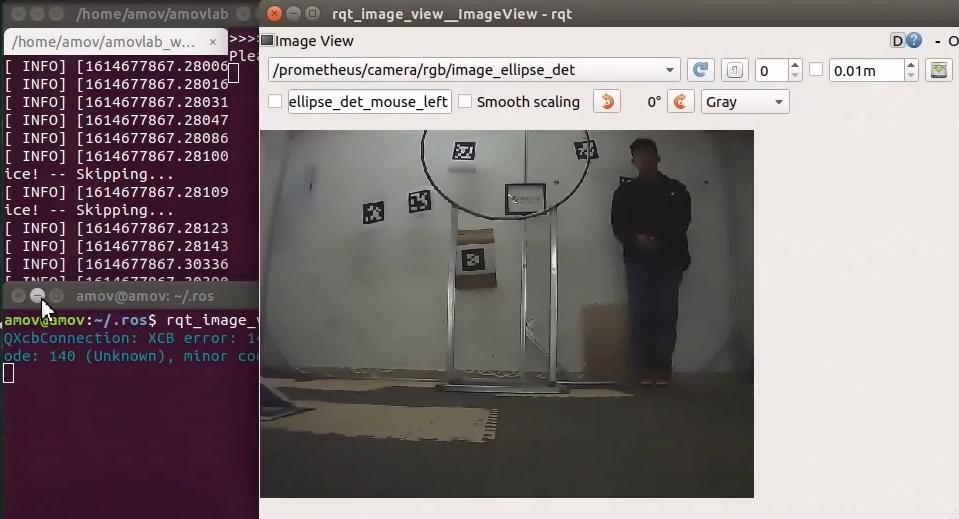 /home/amov/amovlab
/home/amov/amovlab_w... ×
>>>
Plea
[ INFO] [1614677867.28006
[ INFO] [1614677867.28016
[ INFO] [1614677867.28031
[ INFO] [1614677867.28047
[ INFO] [1614677867.28086
[ INFO] [1614677867.28100
ice! -- Skipping...
[ INFO] [1614677867.28109
ice! -- Skipping...
[ INFO] [1614677867.28123
[ INFO] [1614677867.28143
[ INFO] [1614677867.30336
amov@amov: ~/.ros
amov@amov:~/.ros$ rqt_image_v
QXcbConnection: XCB error: 14
ode: 140 (Unknown), minor co
rqt_image_view__ImageView - rqt
Image View
D ? - O
/prometheus/camera/rgb/image_ellipse_det
0
0.01m
ellipse_det_mouse_left
Smooth scaling
0°
Gray